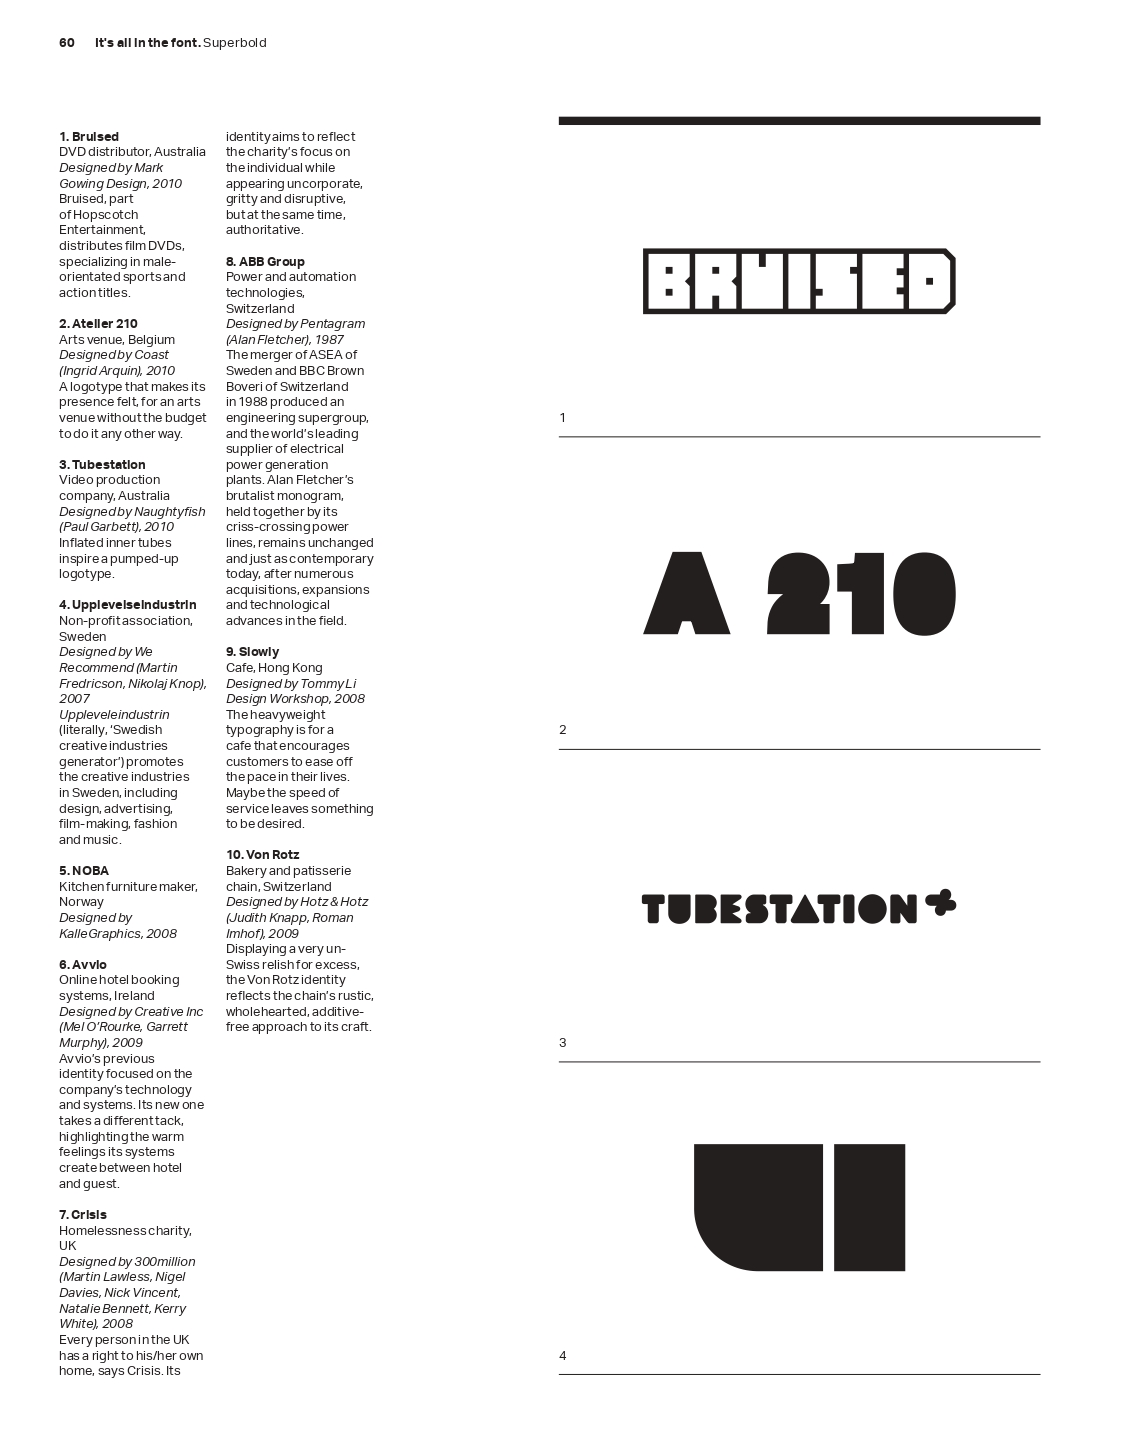 60 It's all in the font. Superbold
1. Bruised
DVD distributor, Australia
Designed by Mark
Gowing Design, 2010
Bruised, part
of Hopscotch
Entertainment,
distributes film DVDs,
specializing in male-
orientated sports and
action titles.
2. Atelier 210
Arts venue, Belgium
Designed by Coast
(Ingrid Arquin), 2010
A logotype that makes its
presence felt, for an arts
venue without the budget
to do it any other way.
3. Tubestation
Video production
company, Australia
Designed by Naughtyfish
(Paul Garbett), 2010
Inflated inner tubes
inspire a pumped-up
logotype.
4. Upplevelseindustrin
Non-profit association,
Sweden
Designed by We
Recommend (Martin
Fredricson, Nikolaj Knop),
2007
Uppleveleindustrin
(literally, ‘Swedish
creative industries
generator’) promotes
the creative industries
in Sweden, including
design, advertising,
film-making, fashion
and music.
5. NOBA
Kitchen furniture maker,
Norway
Designed by
KalleGraphics, 2008
6. Avvio
Online hotel booking
systems, Ireland
Designed by Creative Inc
(Mel O’Rourke, Garrett
Murphy), 2009
Avvio’s previous
identity focused on the
company’s technology
and systems. Its new one
takes a different tack,
highlighting the warm
feelings its systems
create between hotel
and guest.
7. Crisis
Homelessness charity,
UK
Designed by 300million
(Martin Lawless, Nigel
Davies, Nick Vincent,
Natalie Bennett, Kerry
White), 2008
Every person in the UK
has a right to his/her own
home, says Crisis. Its
identity aims to reflect
the charity’s focus on
the individual while
appearing uncorporate,
gritty and disruptive,
but at the same time,
authoritative.
8. ABB Group
Power and automation
technologies,
Switzerland
Designed by Pentagram
(Alan Fletcher), 1987
The merger of ASEA of
Sweden and BBC Brown
Boveri of Switzerland
in 1988 produced an
engineering supergroup,
and the world’s leading
supplier of electrical
power generation
plants. Alan Fletcher’s
brutalist monogram,
held together by its
criss-crossing power
lines, remains unchanged
and just as contemporary
today, after numerous
acquisitions, expansions
and technological
advances in the field.
9. Slowly
Cafe, Hong Kong
Designed by Tommy Li
Design Workshop, 2008
The heavyweight
typography is for a
cafe that encourages
customers to ease off
the pace in their lives.
Maybe the speed of
service leaves something
to be desired.
10. Von Rotz
Bakery and patisserie
chain, Switzerland
Designed by Hotz & Hotz
(Judith Knapp, Roman
Imhof), 2009
Displaying a very un-
Swiss relish for excess,
the Von Rotz identity
reflects the chain’s rustic,
wholehearted, additive-
free approach to its craft.
BRUISED
1
A 210
2
TUBESTATION
3
UI
4